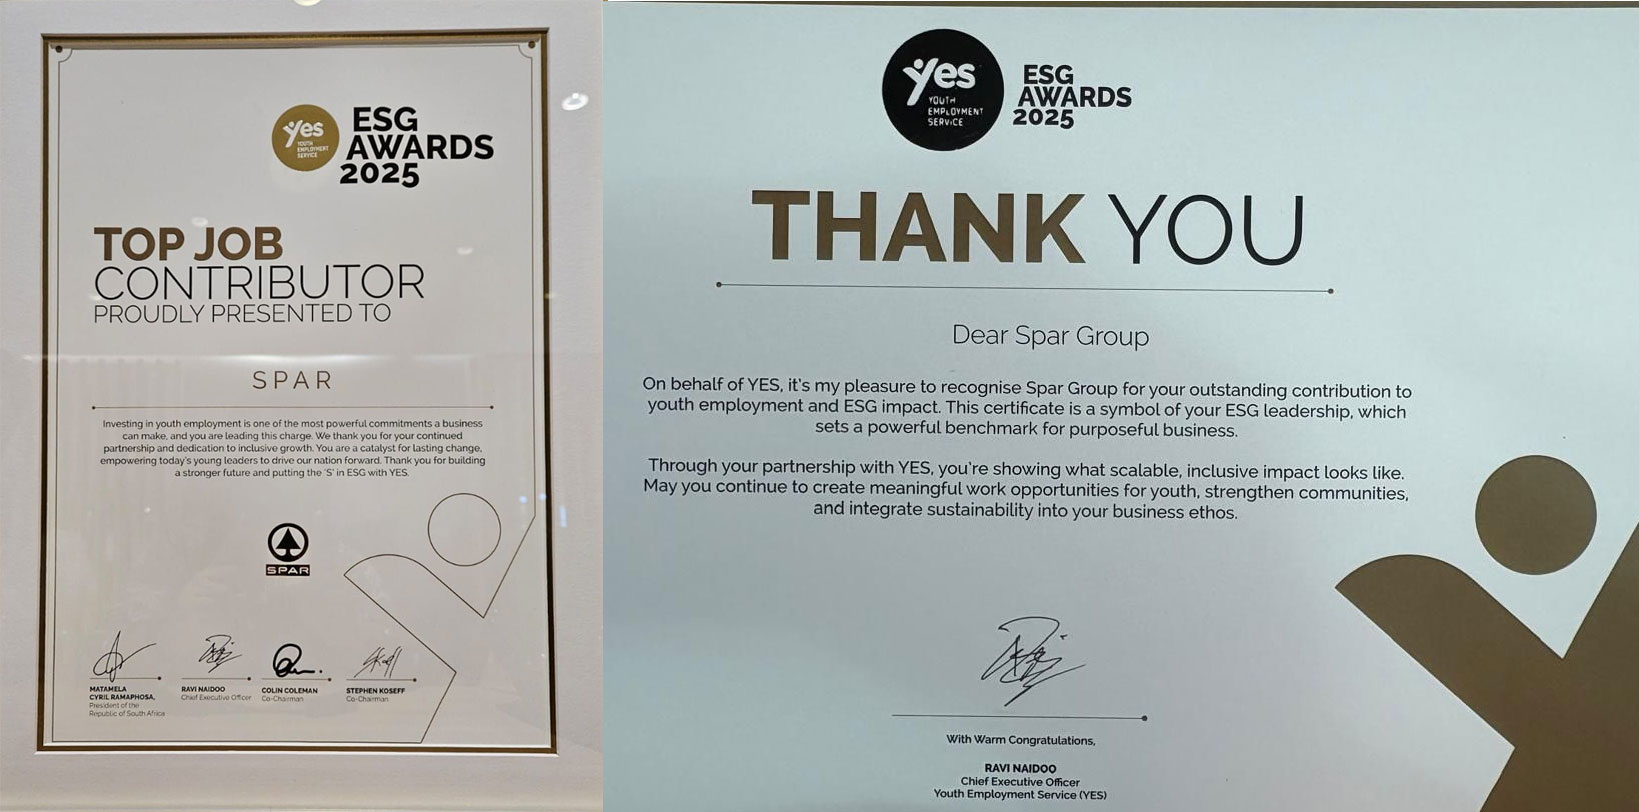 Yes
YOUTH
EMPLOYMENT
SERVICE
ESG
AWARDS
2025
TOP JOB
CONTRIBUTOR
PROUDLY PRESENTED TO
SPAR
Investing in youth employment is one of the most powerful commitments a business
can make, and you are leading this charge. We thank you for your continued
partnership and dedication to inclusive growth. You are a catalyst for lasting change,
empowering today's young leaders to drive our nation forward. Thank you for building
a stronger future and putting the 'S' in ESG with YES.
SPAR
MATAMELA
CYRIL RAMAPHOSA,
President of the
Republic of South Africa
RAVI NAIDOO
Chief Executive Officer
COLIN COLEMAN
Co-Chairman
STEPHEN KOSEFF
Co-Chairman
Yes
YOUTH
EMPLOYMENT
SERVICE
ESG
AWARDS
2025
THANK YOU
Dear Spar Group
On behalf of YES, it's my pleasure to recognise Spar Group for your outstanding contribution to
youth employment and ESG impact. This certificate is a symbol of your ESG leadership, which
sets a powerful benchmark for purposeful business.
Through your partnership with YES, you're showing what scalable, inclusive impact looks like.
May you continue to create meaningful work opportunities for youth, strengthen communities,
and integrate sustainability into your business ethos.
With Warm Congratulations,
RAVI NAIDOO
Chief Executive Officer
Youth Employment Service (YES)